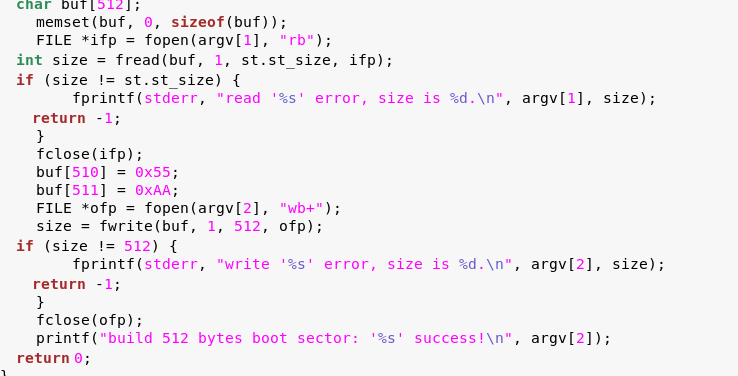 char buf[512];
memset(buf, 0, sizeof(buf));
FILE *ifp = fopen(argv[1], "rb");
int size = fread(buf, 1, st.st_size, ifp);
if (size != st.st_size) {
fprintf(stderr, "read '%s' error, size is %d.\n", argv[1], size);
return -1;
}
fclose(ifp);
buf[510] = 0x55;
buf[511] = 0xAA;
FILE *ofp = fopen(argv[2], "wb+");
size = fwrite(buf, 1, 512, ofp);
if (size != 512) {
fprintf(stderr, "write '%s' error, size is %d.\n", argv[2], size);
return -1;
}
fclose(ofp);
printf("build 512 bytes boot sector: '%s' success!\n", argv[2]);
return 0;
}